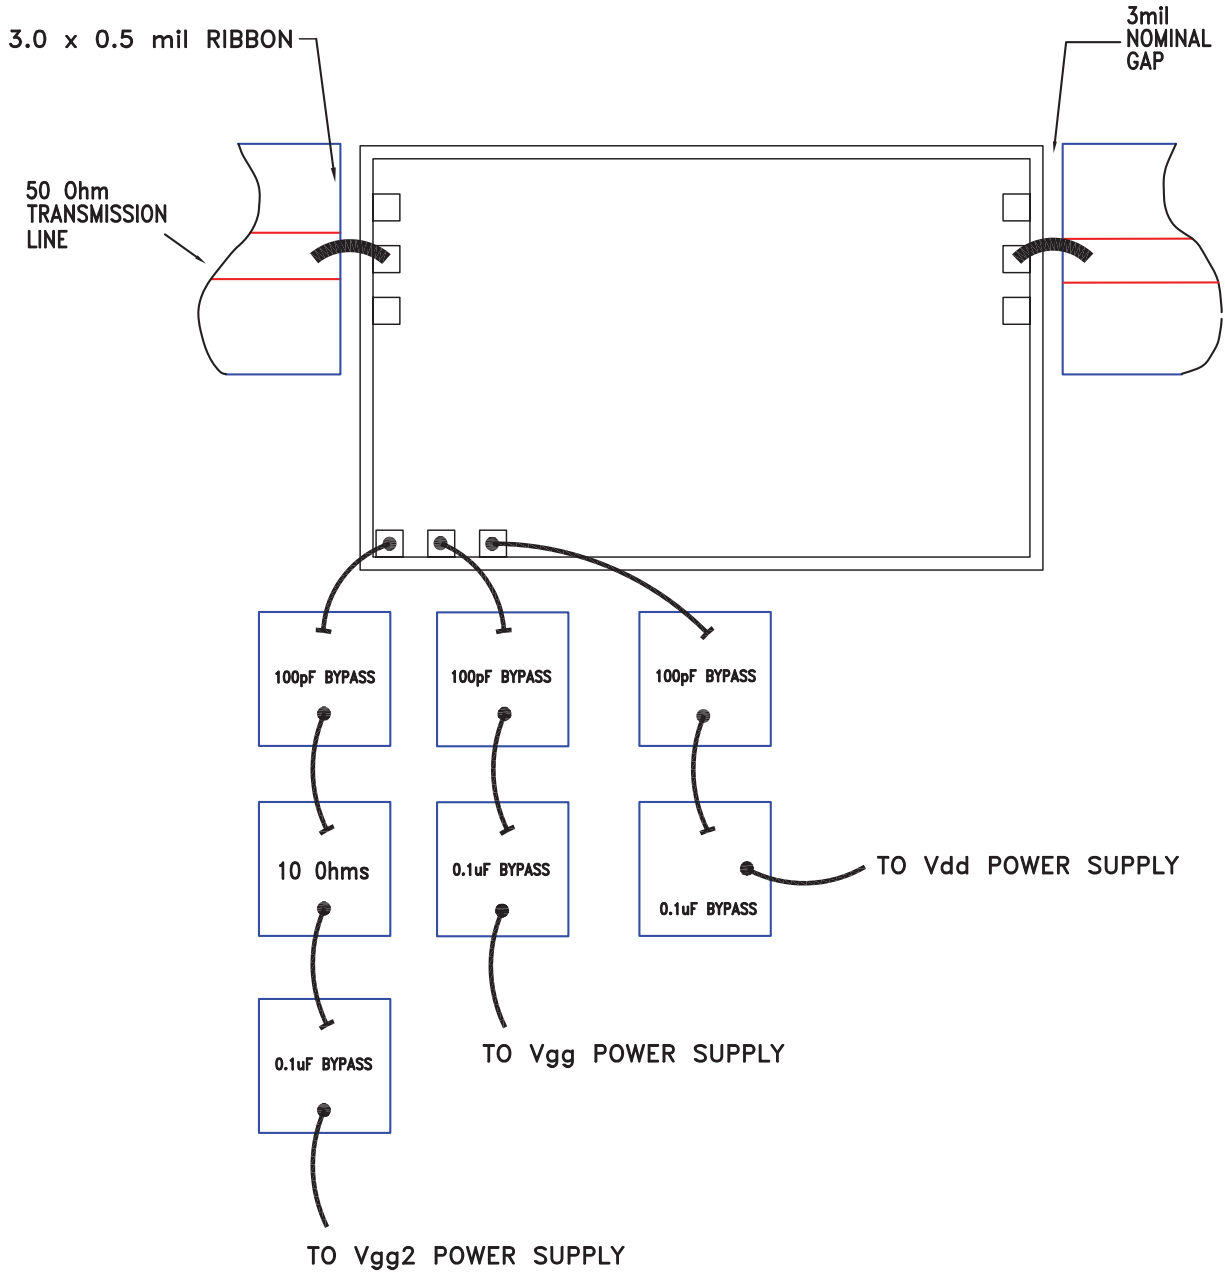 3.0 x 0.5 mil RIBBON
3mil
NOMINAL
GAP
50 Ohm
TRANSMISSION
LINE
100pF BYPASS
100pF BYPASS
100pF BYPASS
10 Ohms
0.1uF BYPASS
0.1uF BYPASS
TO Vdd POWER SUPPLY
TO Vgg POWER SUPPLY
0.1uF BYPASS
TO Vgg2 POWER SUPPLY